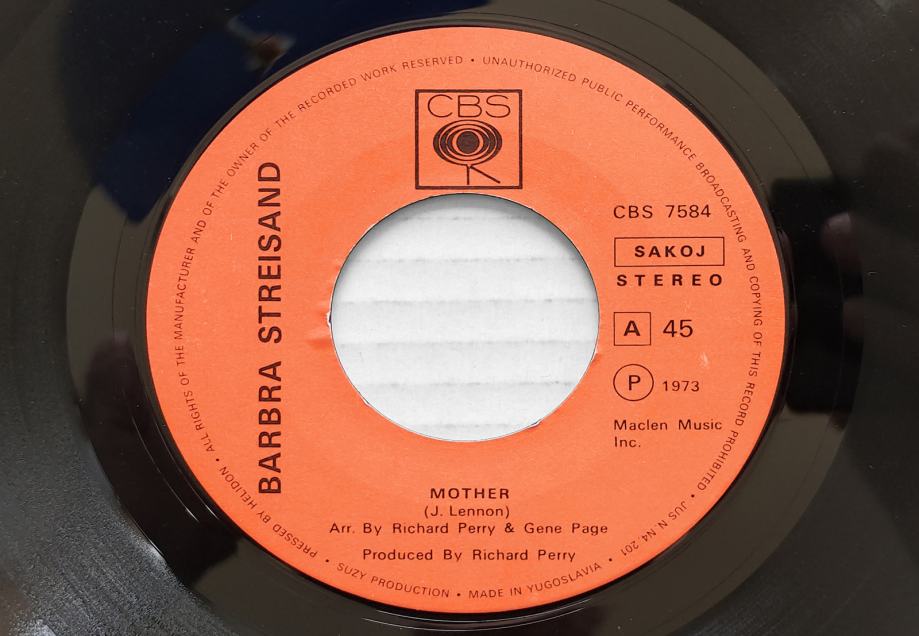 CBS
BARBRA STREISAND
CBS 7584
SAKOJ
STEREO
A 45
P 1973
Maclen Music
Inc.
MOTHER
(J. Lennon)
Arr. By Richard Perry & Gene Page
Produced By Richard Perry
• ALL RIGHTS OF THE MANUFACTURER AND OF THE OWNER OF THE RECORDED WORK RESERVED • UNAUTHORIZED PUBLIC PERFORMANCE BROADCASTING AND COPYING OF THIS RECORD PROHIBITED • JUS N. N4. 201 • MADE IN YUGOSLAVIA • SUZY PRODUCTION • PRESSED BY HELIDON